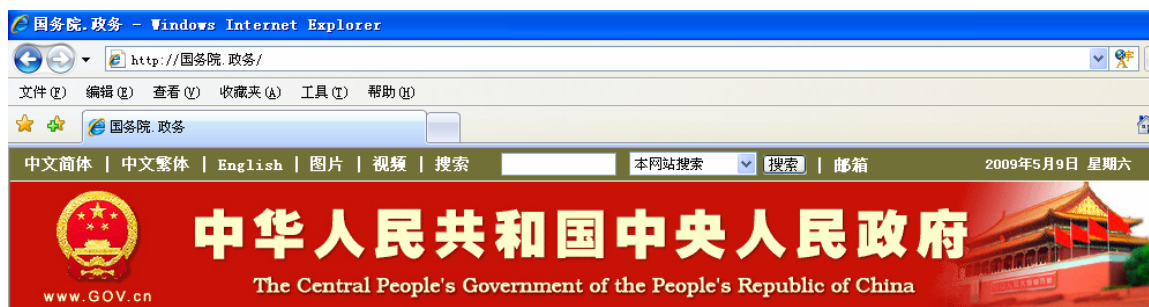 国务院.政务 - Windows Internet Explorer
http://国务院.政务/
文件(F) 编辑(E) 查看(V) 收藏夹(A) 工具(T) 帮助(H)
国务院.政务
中文简体 | 中文繁体 | English | 图片 | 视频 | 搜索 本网站搜索 搜索 | 邮箱 2009年5月9日 星期六
中华人民共和国中央人民政府
The Central People's Government of the People's Republic of China
www.GOV.cn